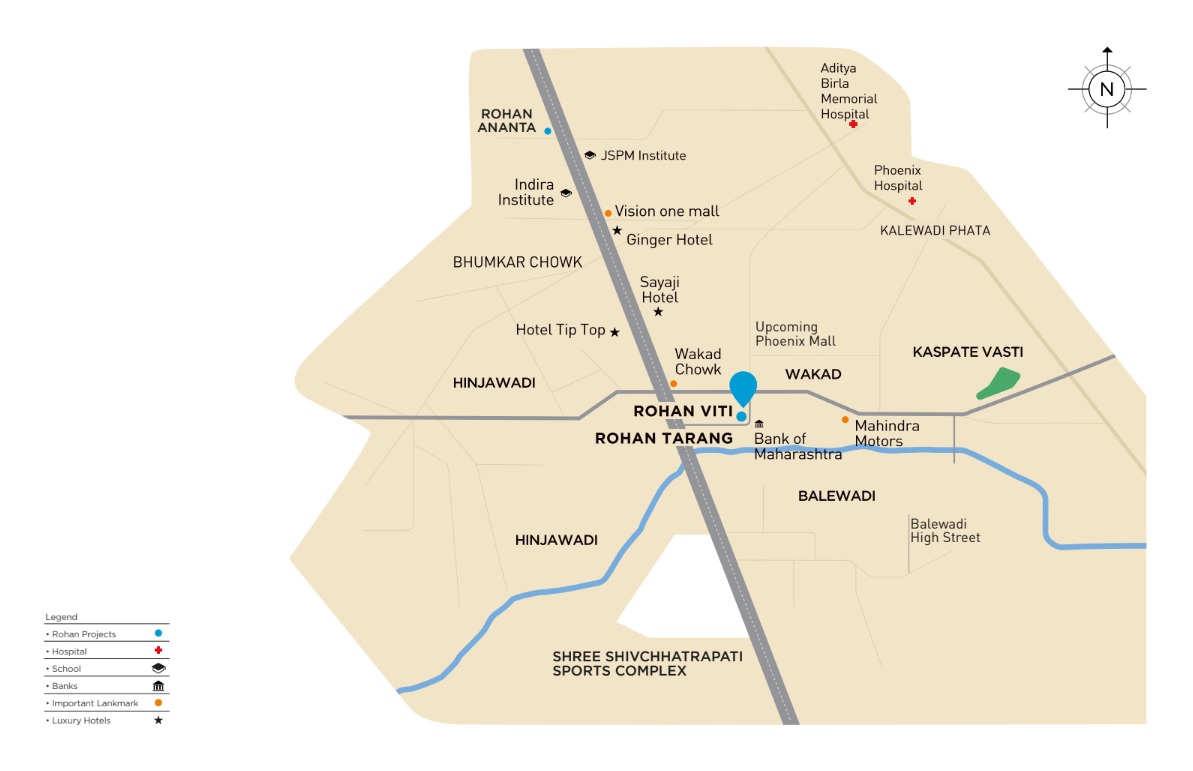 Aditya
Birla
Memorial
Hospital
N
ROHAN
ANANTA
JSPM Institute
Phoenix
Hospital
Indira
Institute
Vision one mall
Ginger Hotel
KALEWADI PHATA
BHUMKAR CHOWK
Sayaji
Hotel
Hotel Tip Top
Upcoming
Phoenix Mall
Wakad
Chowk
KASPATE VASTI
HINJAWADI
WAKAD
ROHAN VITI
ROHAN TARANG
Bank of
Maharashtra
Mahindra
Motors
BALEWADI
Balewadi
High Street
HINJAWADI
SHREE SHIVCHHATRAPATI
SPORTS COMPLEX
Legend
• Rohan Projects
• Hospital
• School
• Banks
• Important Lankmark
• Luxury Hotels